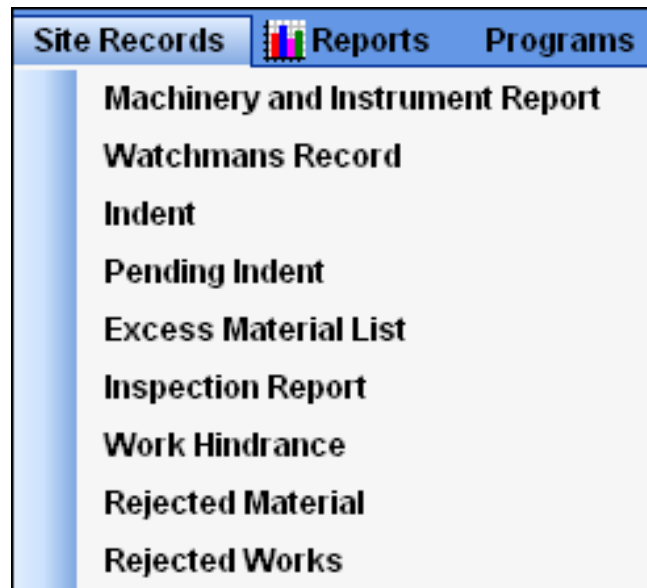 Site Records Reports Programs
Machinery and Instrument Report
Watchmans Record
Indent
Pending Indent
Excess Material List
Inspection Report
Work Hindrance
Rejected Material
Rejected Works